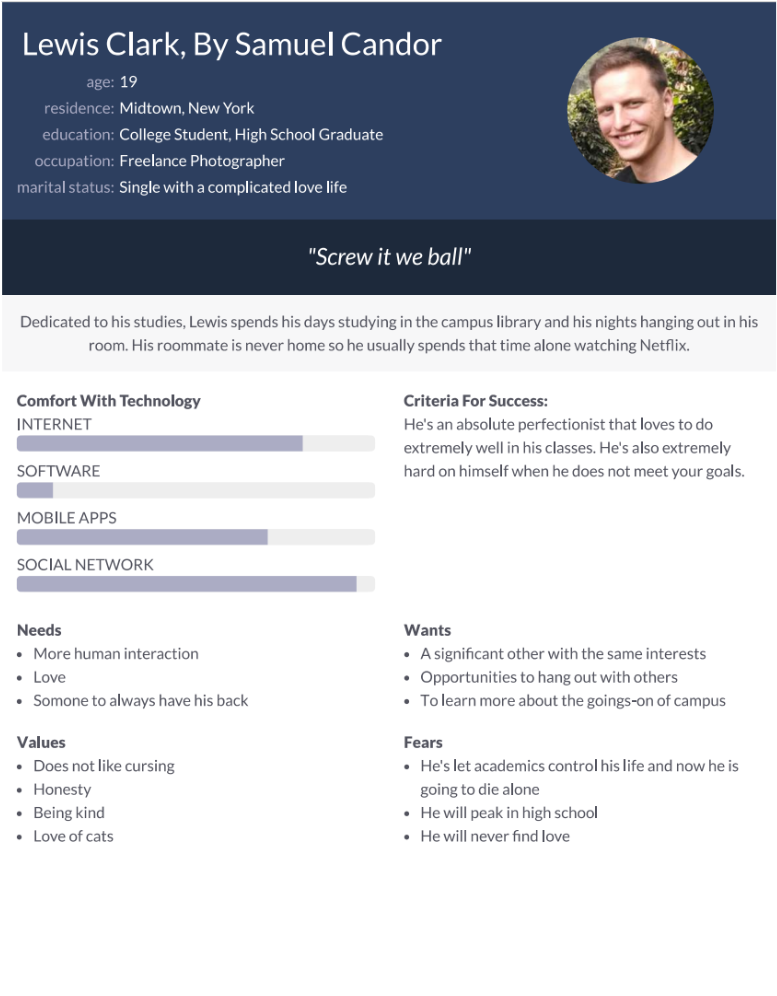 Lewis Clark, By Samuel Candor
age: 19
residence: Midtown, New York
education: College Student, High School Graduate
occupation: Freelance Photographer
marital status: Single with a complicated love life
"Screw it we ball"
Dedicated to his studies, Lewis spends his days studying in the campus library and his nights hanging out in his
room. His roommate is never home so he usually spends that time alone watching Netflix.
Comfort With Technology
INTERNET
SOFTWARE
MOBILE APPS
SOCIAL NETWORK
Criteria For Success:
He's an absolute perfectionist that loves to do
extremely well in his classes. He's also extremely
hard on himself when he does not meet your goals.
Needs
• More human interaction
• Love
• Somone to always have his back
Wants
• A significant other with the same interests
• Opportunities to hang out with others
• To learn more about the goings-on of campus
Values
• Does not like cursing
• Honesty
• Being kind
• Love of cats
Fears
• He's let academics control his life and now he is
going to die alone
• He will peak in high school
• He will never find love